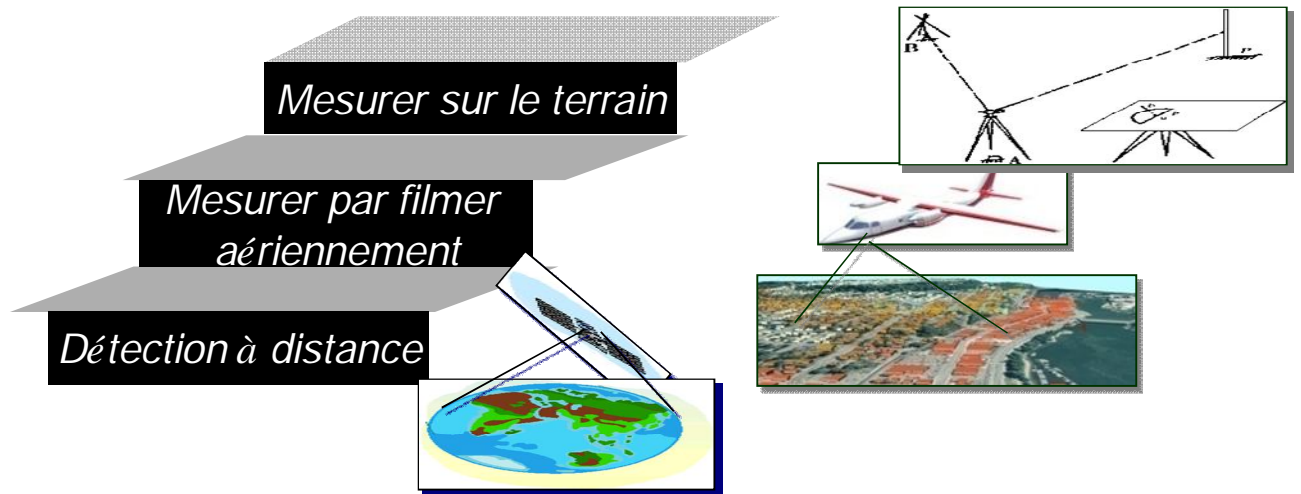 Mesurer sur le terrain
B
P
A
Mesurer par filmer
aériennement
Détection à distance